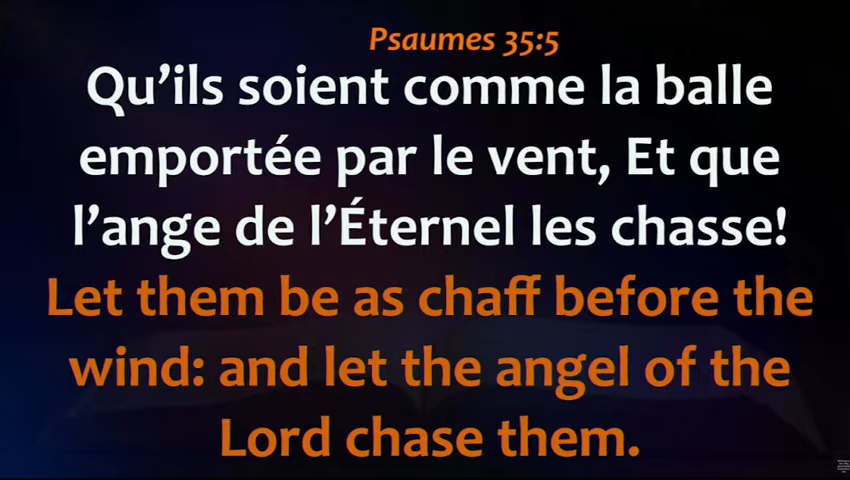 Psaumes 35:5
Qu’ils soient comme la balle
emportée par le vent, Et que
l’ange de l’Éternel les chasse!
Let them be as chaff before the
wind: and let the angel of the
Lord chase them.